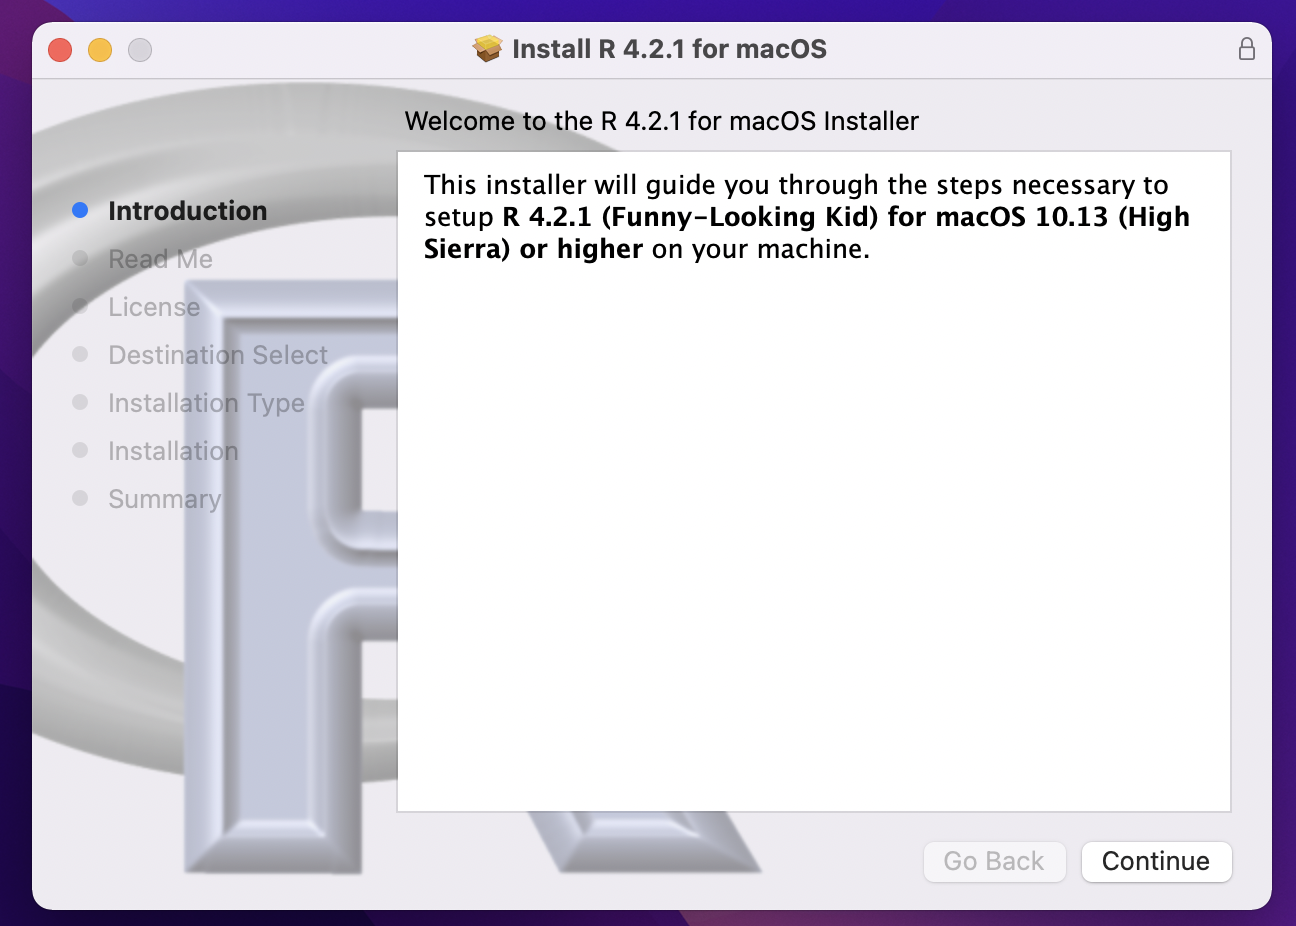 Install R 4.2.1 for macOS
Welcome to the R 4.2.1 for macOS Installer
Introduction
Read Me
License
Destination Select
Installation Type
Installation
Summary
This installer will guide you through the steps necessary to
setup R 4.2.1 (Funny-Looking Kid) for macOS 10.13 (High
Sierra) or higher on your machine.
R
Go Back
Continue